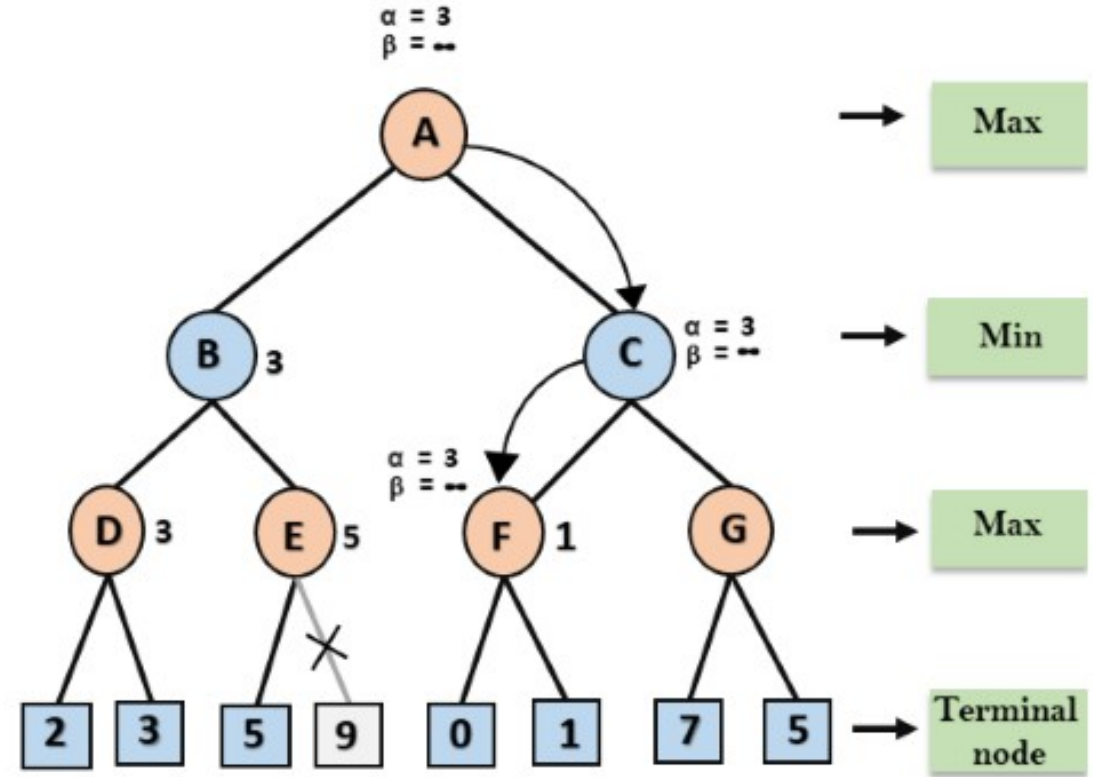 α = 3
β = ∞
A
Max
B
3
C
α = 3
β = ∞
Min
α = 3
β = ∞
D
3
E
5
F
1
G
Max
2
3
5
9
0
1
7
5
Terminal
node